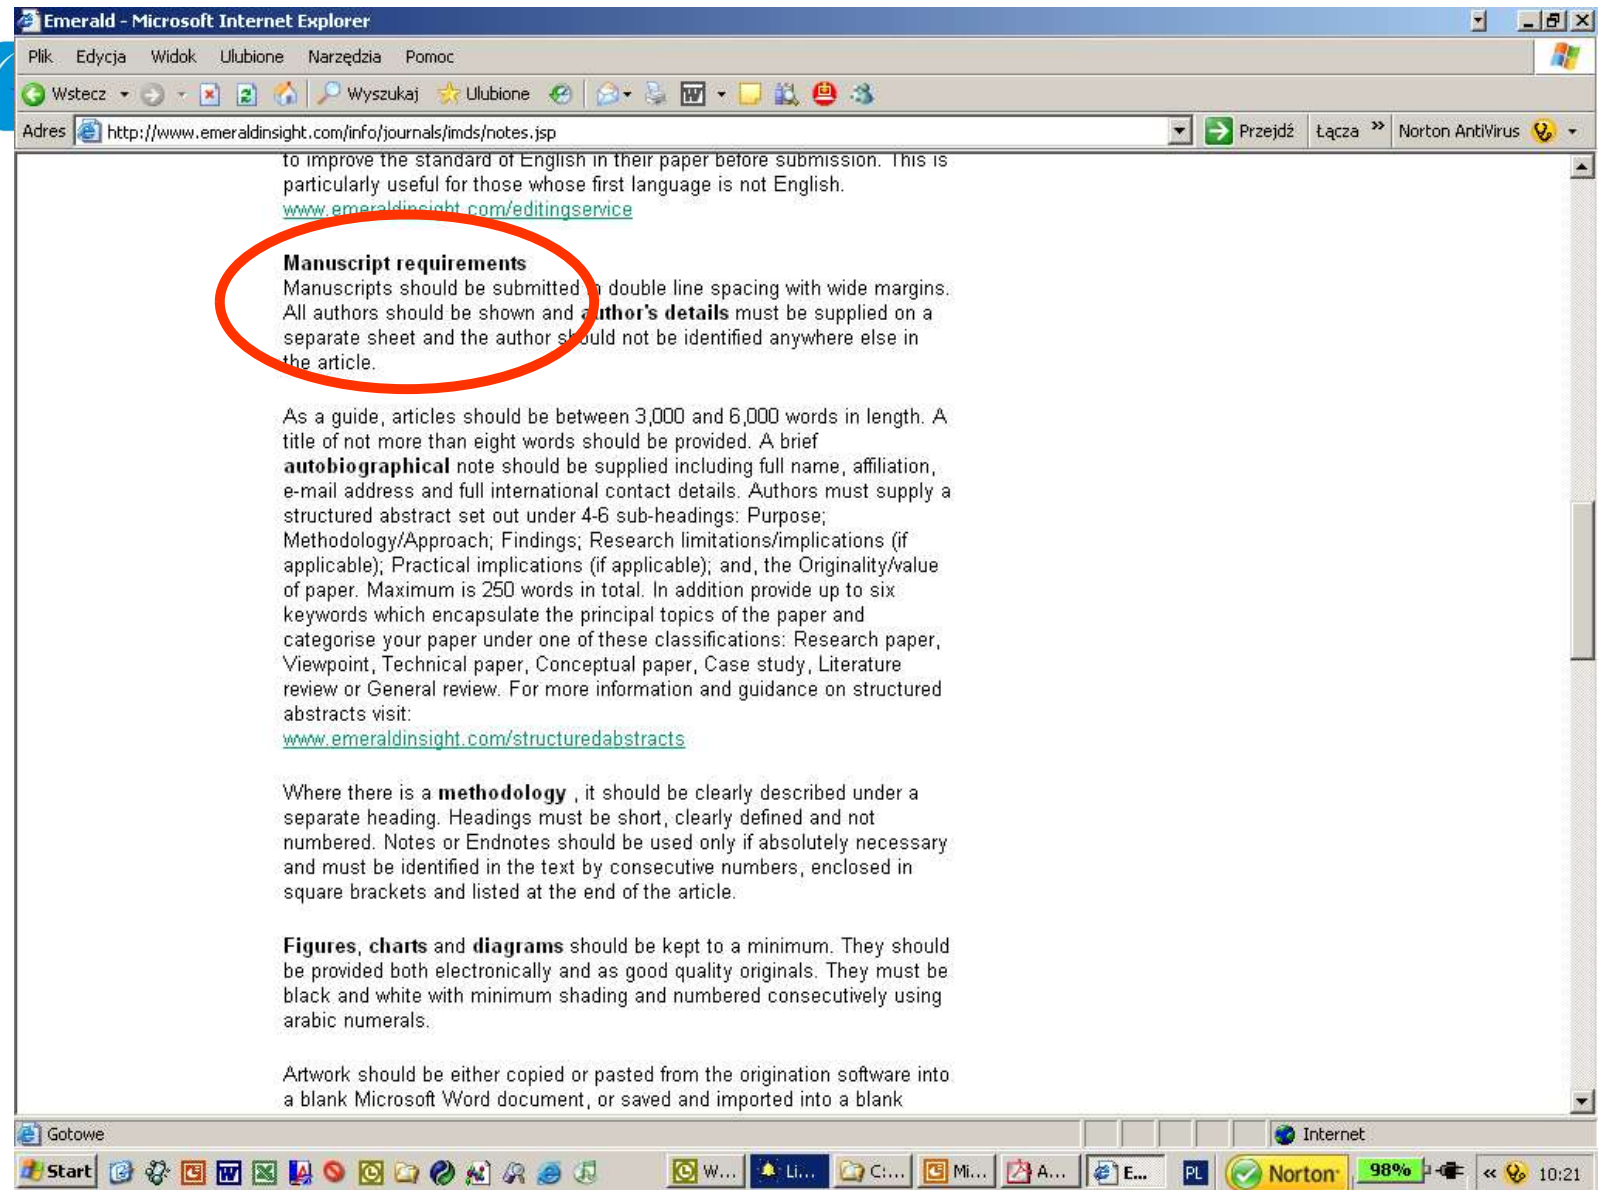 Emerald - Microsoft Internet Explorer
Plik Edycja Widok Ulubione Narzędzia Pomoc
Wstecz Wyszukaj Ulubione
Adres http://www.emeraldinsight.com/info/journals/imds/notes.jsp Przejdź Łącza » Norton AntiVirus
to improve the standard of English in their paper before submission. This is
particularly useful for those whose first language is not English.
www.emeraldinsight.com/editingservice
Manuscript requirements
Manuscripts should be submitted in double line spacing with wide margins.
All authors should be shown and author's details must be supplied on a
separate sheet and the author should not be identified anywhere else in
the article.
As a guide, articles should be between 3,000 and 6,000 words in length. A
title of not more than eight words should be provided. A brief
autobiographical note should be supplied including full name, affiliation,
e-mail address and full international contact details. Authors must supply a
structured abstract set out under 4-6 sub-headings: Purpose;
Methodology/Approach; Findings; Research limitations/implications (if
applicable); Practical implications (if applicable); and, the Originality/value
of paper. Maximum is 250 words in total. In addition provide up to six
keywords which encapsulate the principal topics of the paper and
categorise your paper under one of these classifications: Research paper,
Viewpoint, Technical paper, Conceptual paper, Case study, Literature
review or General review. For more information and guidance on structured
abstracts visit:
www.emeraldinsight.com/structuredabstracts
Where there is a methodology , it should be clearly described under a
separate heading. Headings must be short, clearly defined and not
numbered. Notes or Endnotes should be used only if absolutely necessary
and must be identified in the text by consecutive numbers, enclosed in
square brackets and listed at the end of the article.
Figures, charts and diagrams should be kept to a minimum. They should
be provided both electronically and as good quality originals. They must be
black and white with minimum shading and numbered consecutively using
arabic numerals.
Artwork should be either copied or pasted from the origination software into
a blank Microsoft Word document, or saved and imported into a blank
Gotowe Internet
Start W... Li... C:... Mi... A... E... PL Norton 98% « 10:21